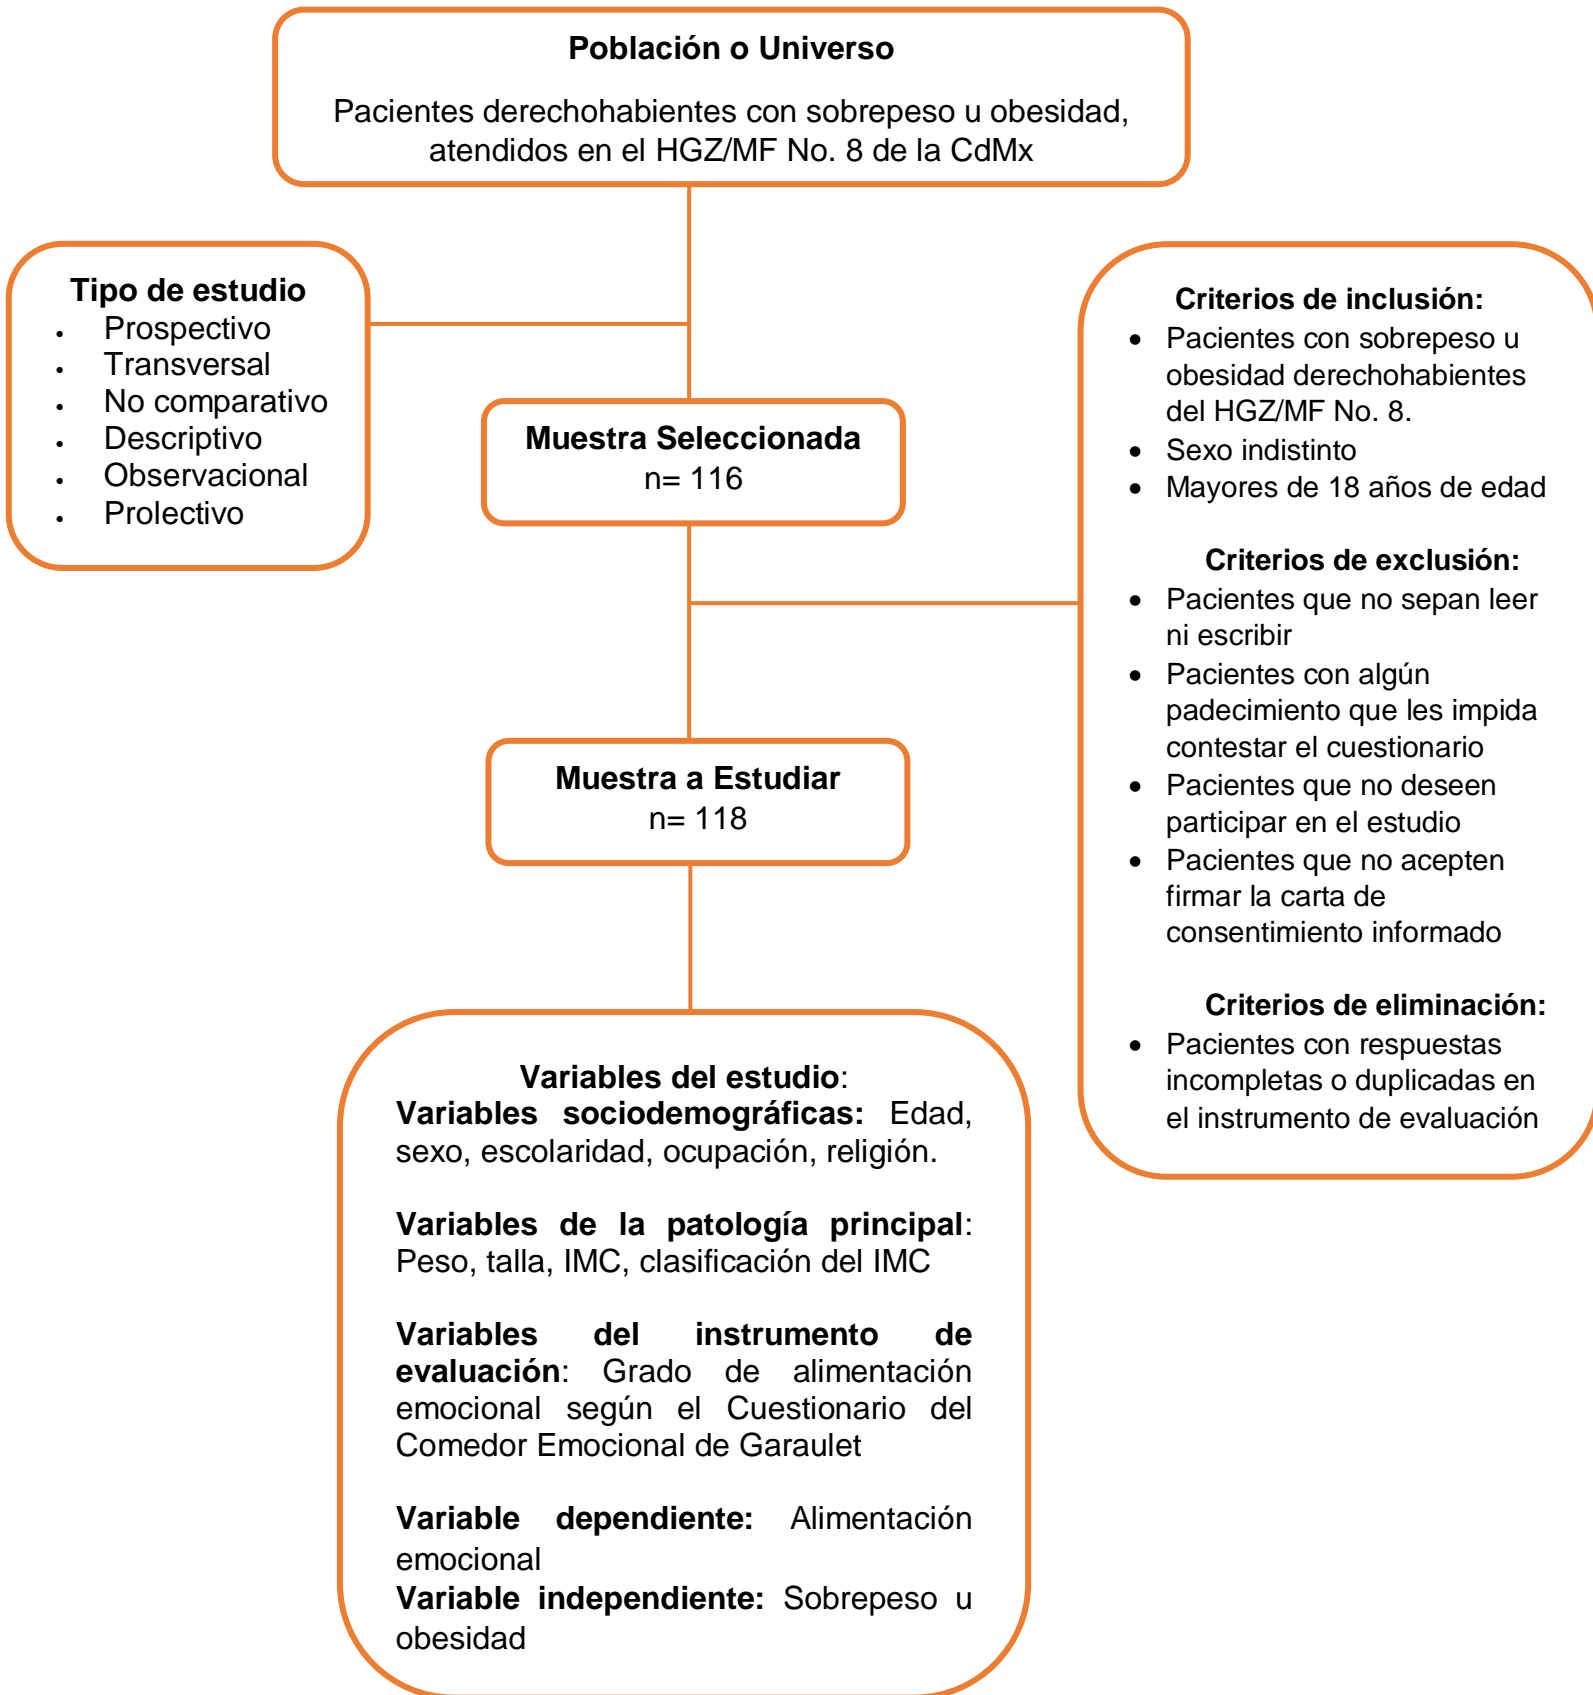 Población o Universo
Pacientes derechohabientes con sobrepeso u obesidad,
atendidos en el HGZ/MF No. 8 de la CdMx
Tipo de estudio
• Prospectivo
• Transversal
• No comparativo
• Descriptivo
• Observacional
• Prolectivo
Muestra Seleccionada
n= 116
Criterios de inclusión:
• Pacientes con sobrepeso u
obesidad derechohabientes
del HGZ/MF No. 8.
• Sexo indistinto
• Mayores de 18 años de edad
Criterios de exclusión:
• Pacientes que no sepan leer
ni escribir
• Pacientes con algún
padecimiento que les impida
contestar el cuestionario
• Pacientes que no deseen
participar en el estudio
• Pacientes que no acepten
firmar la carta de
consentimiento informado
Criterios de eliminación:
• Pacientes con respuestas
incompletas o duplicadas en
el instrumento de evaluación
Muestra a Estudiar
n= 118
Variables del estudio:
Variables sociodemográficas: Edad,
sexo, escolaridad, ocupación, religión.
Variables de la patología principal:
Peso, talla, IMC, clasificación del IMC
Variables del instrumento de
evaluación: Grado de alimentación
emocional según el Cuestionario del
Comedor Emocional de Garaulet
Variable dependiente: Alimentación
emocional
Variable independiente: Sobrepeso u
obesidad